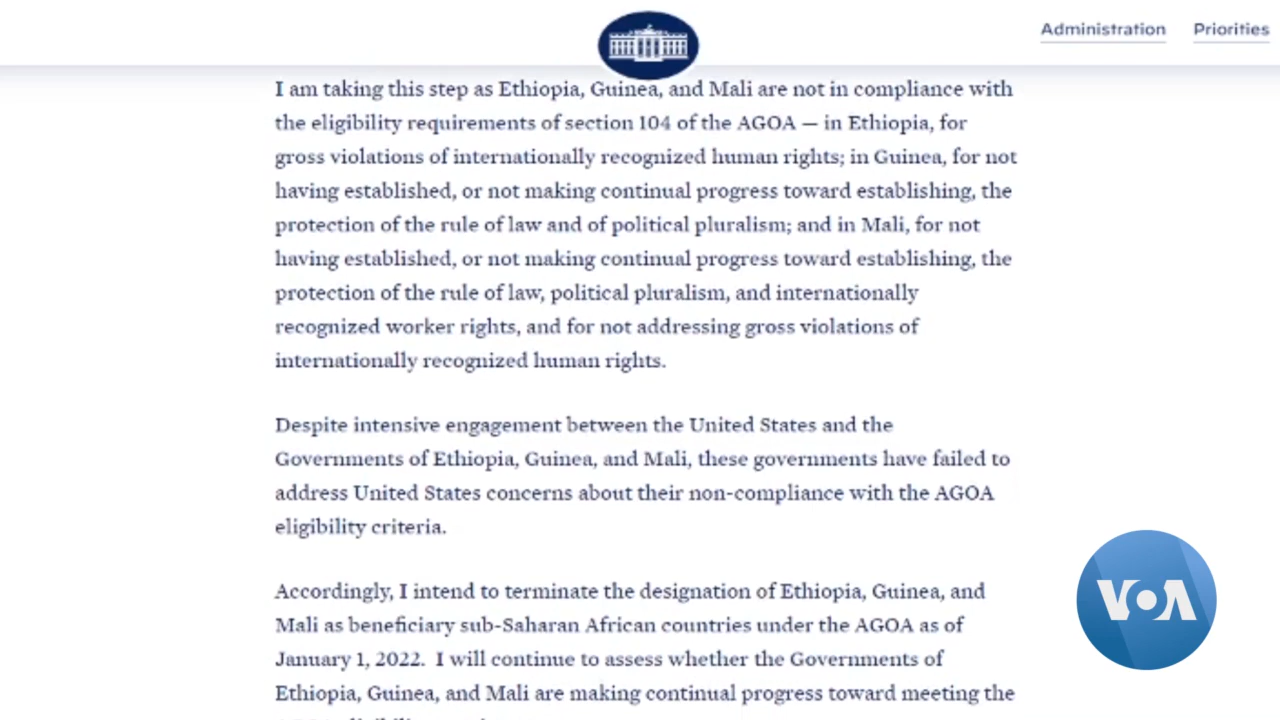 Administration Priorities
I am taking this step as Ethiopia, Guinea, and Mali are not in compliance with
the eligibility requirements of section 104 of the AGOA — in Ethiopia, for
gross violations of internationally recognized human rights; in Guinea, for not
having established, or not making continual progress toward establishing, the
protection of the rule of law and of political pluralism; and in Mali, for not
having established, or not making continual progress toward establishing, the
protection of the rule of law, political pluralism, and internationally
recognized worker rights, and for not addressing gross violations of
internationally recognized human rights.
Despite intensive engagement between the United States and the
Governments of Ethiopia, Guinea, and Mali, these governments have failed to
address United States concerns about their non-compliance with the AGOA
eligibility criteria.
Accordingly, I intend to terminate the designation of Ethiopia, Guinea, and
Mali as beneficiary sub-Saharan African countries under the AGOA as of
January 1, 2022.  I will continue to assess whether the Governments of
Ethiopia, Guinea, and Mali are making continual progress toward meeting the
VOA